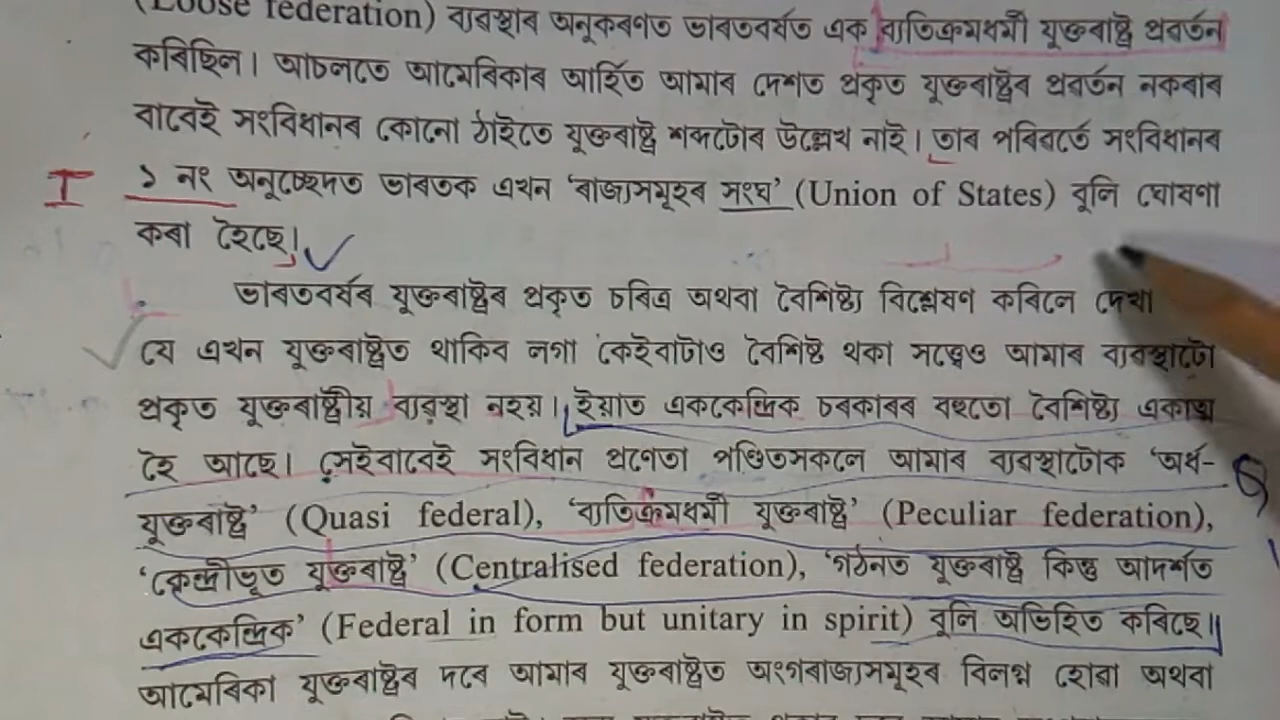 (Loose federation) ব্যৱস্থাৰ অনুকৰণত ভাৰতবৰ্ষত এক ব্যতিক্ৰমধৰ্মী যুক্তৰাষ্ট্ৰ প্ৰৱৰ্তন
কৰিছিল। আচলতে আমেৰিকাৰ আৰ্হিত আমাৰ দেশত প্ৰকৃত যুক্তৰাষ্ট্ৰৰ প্ৰৱৰ্তন নকৰাৰ
বাবেই সংবিধানৰ কোনো ঠাইতে যুক্তৰাষ্ট্ৰ শব্দটোৰ উল্লেখ নাই। তাৰ পৰিৱৰ্তে সংবিধানৰ
I ১ নং অনুচ্ছেদত ভাৰতক এখন ‘ৰাজ্যসমূহৰ সংঘ’ (Union of States) বুলি ঘোষণা
কৰা হৈছে।
ভাৰতবৰ্ষৰ যুক্তৰাষ্ট্ৰৰ প্ৰকৃত চৰিত্ৰ অথবা বৈশিষ্ট্য বিশ্লেষণ কৰিলে দেখা
যে এখন যুক্তৰাষ্ট্ৰত থাকিব লগা কেইবাটাও বৈশিষ্ট থকা সত্ত্বেও আমাৰ ব্যৱস্থাটো
প্ৰকৃত যুক্তৰাষ্ট্ৰীয় ব্যৱস্থা নহয়। ইয়াত এককেন্দ্ৰিক চৰকাৰৰ বহুতো বৈশিষ্ট্য একাত্ম
হৈ আছে। সেইবাবেই সংবিধান প্ৰণেতা পণ্ডিতসকলে আমাৰ ব্যৱস্থাটোক ‘অৰ্ধ-
যুক্তৰাষ্ট্ৰ’ (Quasi federal), ‘ব্যতিক্ৰমধৰ্মী যুক্তৰাষ্ট্ৰ’ (Peculiar federation),
‘কেন্দ্ৰীভূত যুক্তৰাষ্ট্ৰ’ (Centralised federation), ‘গঠনত যুক্তৰাষ্ট্ৰ কিন্তু আদৰ্শত
এককেন্দ্ৰিক’ (Federal in form but unitary in spirit) বুলি অভিহিত কৰিছে।
আমেৰিকা যুক্তৰাষ্ট্ৰৰ দৰে আমাৰ যুক্তৰাষ্ট্ৰত অংগৰাজ্যসমূহৰ বিলগ্ন হোৱা অথবা